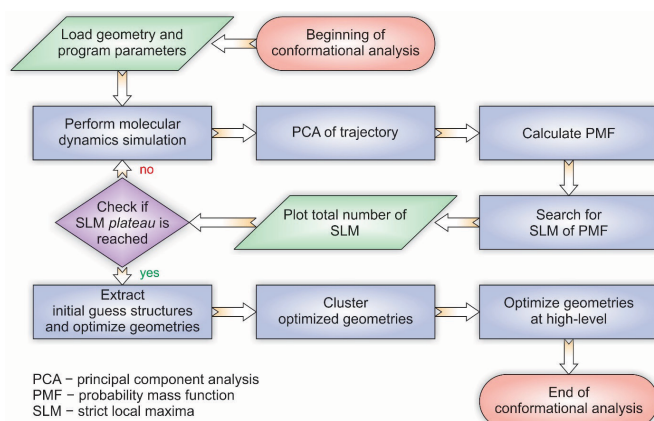 Load geometry and
program parameters
Beginning of
conformational analysis
Perform molecular
dynamics simulation
PCA of trajectory
Calculate PMF
no
Check if
SLM plateau is
reached
Plot total number of
SLM
Search for
SLM of PMF
yes
Extract
initial guess structures
and optimize geometries
Cluster
optimized geometries
Optimize geometries
at high-level
PCA – principal component analysis
PMF – probability mass function
SLM – strict local maxima
End of
conformational analysis